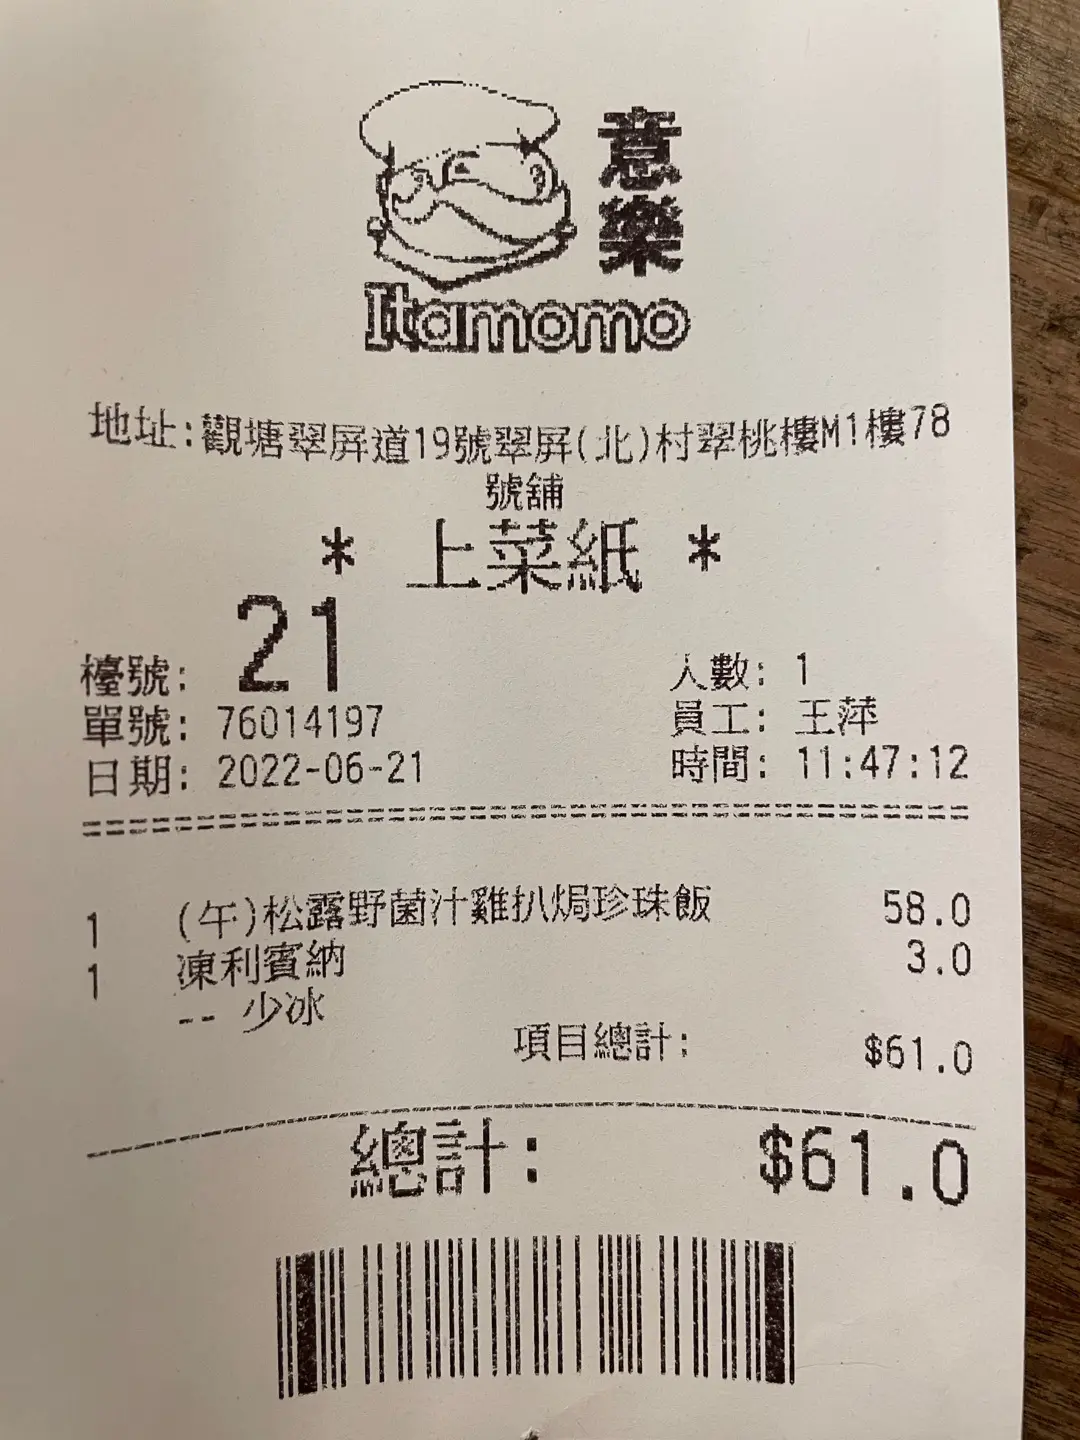 意樂
Itamomo
地址:觀塘翠屏道19號翠屏(北)村翠桃樓M1樓78
號舖
* 上菜紙 *
檯號: 21 人數: 1
單號: 76014197 員工: 王萍
日期: 2022-06-21 時間: 11:47:12
1 (午)松露野菌汁雞扒焗珍珠飯 58.0
1 凍利賓納 3.0
-- 少冰
項目總計: $61.0
總計: $61.0